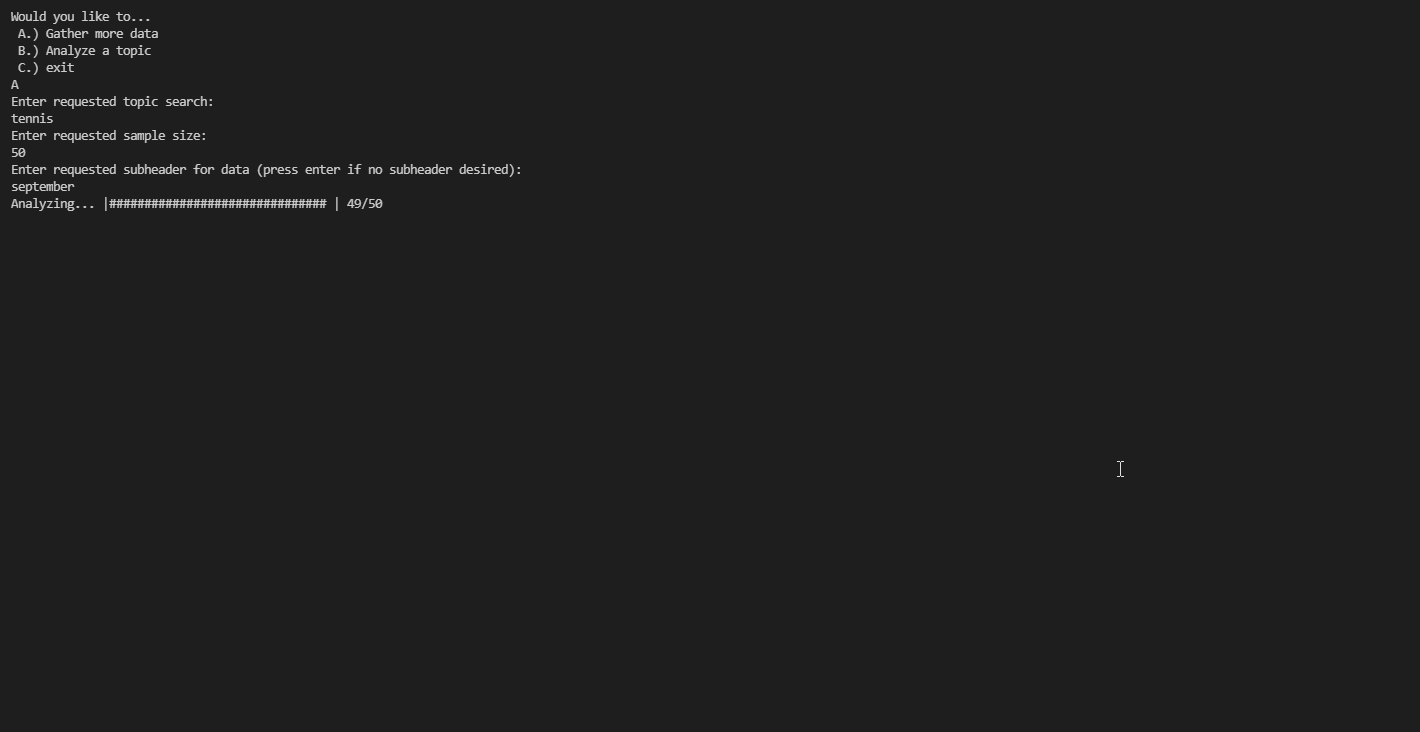 Would you like to...
 A.) Gather more data
 B.) Analyze a topic
 C.) exit
A
Enter requested topic search:
tennis
Enter requested sample size:
50
Enter requested subheader for data (press enter if no subheader desired):
september
Analyzing... |############################### | 49/50